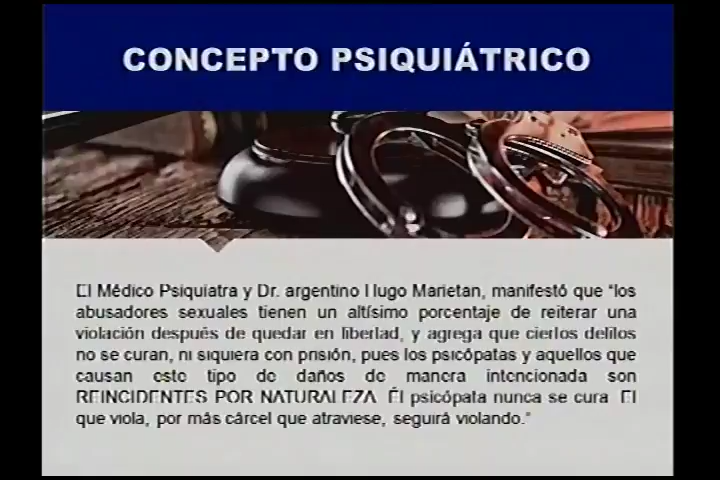 CONCEPTO PSIQUIÁTRICO
El Médico Psiquiatra y Dr. argentino Hugo Marietan, manifestó que "los
abusadores sexuales tienen un altísimo porcentaje de reiterar una
violación después de quedar en libertad, y agrega que ciertos delitos
no se curan, ni siquiera con prisión, pues los psicópatas y aquellos que
causan este tipo de daños de manera intencionada son
REINCIDENTES POR NATURALEZA. Él psicópata nunca se cura. El
que viola, por más cárcel que atraviese, seguirá violando."